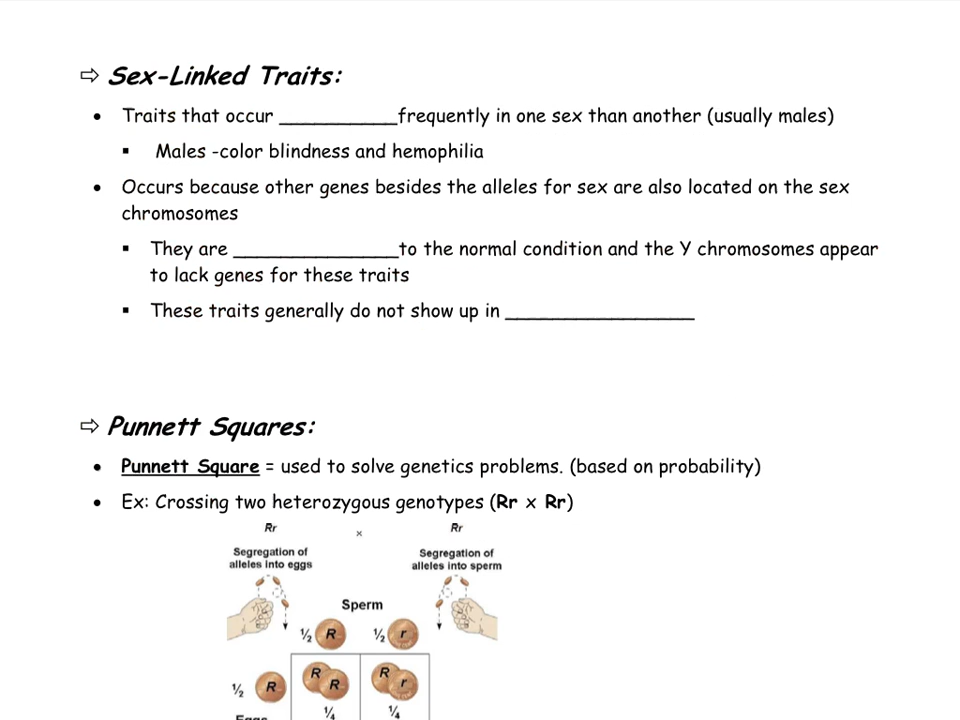 ⇨ Sex-Linked Traits:
• Traits that occur __________frequently in one sex than another (usually males)
▪ Males -color blindness and hemophilia
• Occurs because other genes besides the alleles for sex are also located on the sex
chromosomes
▪ They are ______________to the normal condition and the Y chromosomes appear
to lack genes for these traits
▪ These traits generally do not show up in ________________
⇨ Punnett Squares:
• Punnett Square = used to solve genetics problems. (based on probability)
• Ex: Crossing two heterozygous genotypes (Rr x Rr)
Rr × Rr
Segregation of
alleles into eggs
Segregation of
alleles into sperm
Sperm
½ R ½ r
½ R R R R r
¼ ¼
Eggs